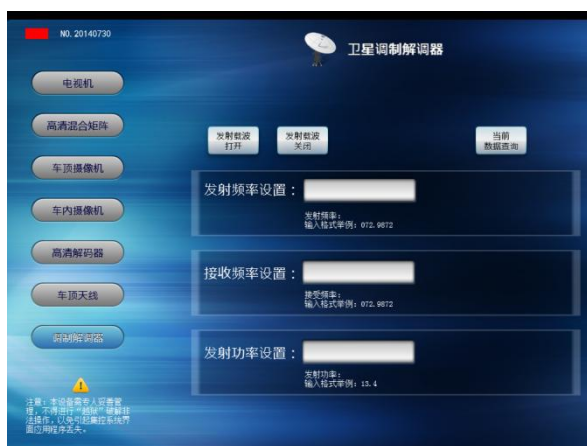 NO. 20140730
卫星调制解调器
电视机
高清混合矩阵
车顶摄像机
车内摄像机
高清解码器
车顶天线
调制解调器
注意：本设备需专人妥善管
理，不得进行“越狱”破解非
法操作，以免引起集控系统界
面应用程序丢失。
发射载波
打开
发射载波
关闭
当前
数据查询
发射频率设置：
发射频率：
输入格式举例：072.9872
接收频率设置：
接受频率：
输入格式举例：072.9872
发射功率设置：
发射功率：
输入格式举例：13.4